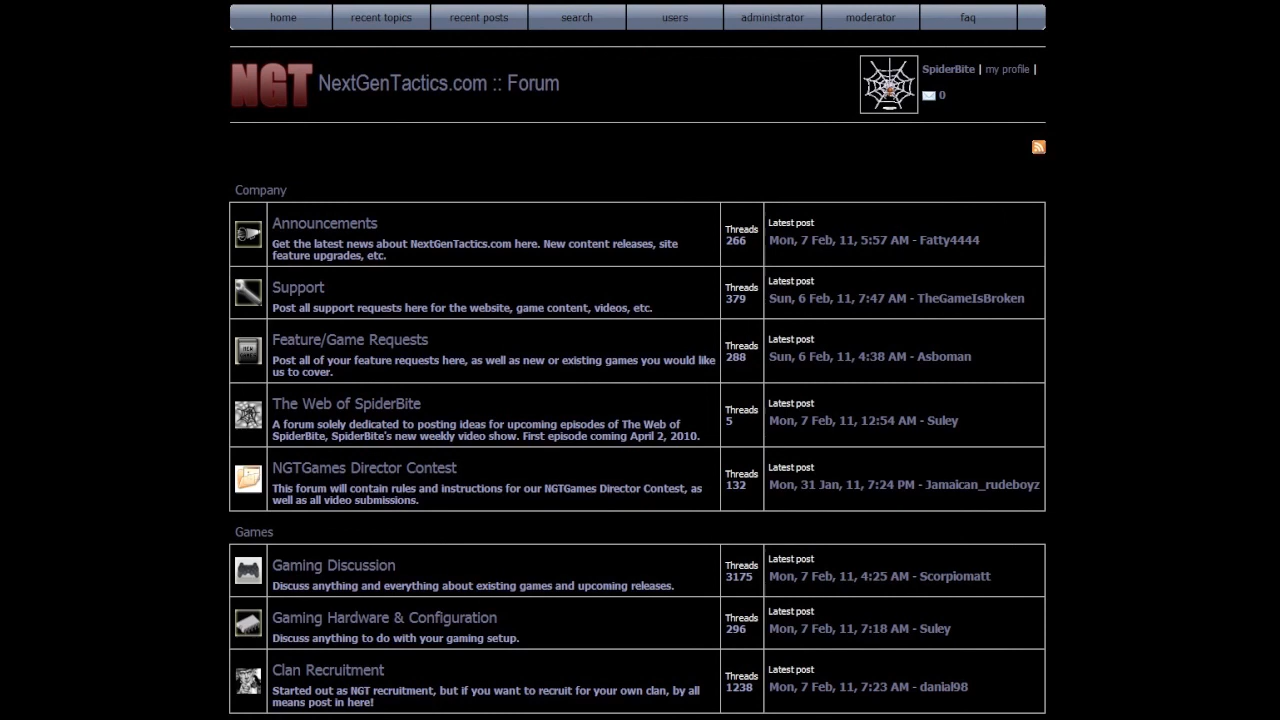 home recent topics recent posts search users administrator moderator faq
NGT NextGenTactics.com :: Forum
SpiderBite | my profile |
0
Company
Announcements
Get the latest news about NextGenTactics.com here. New content releases, site
feature upgrades, etc.
Threads
266
Latest post
Mon, 7 Feb, 11, 5:57 AM - Fatty4444
Support
Post all support requests here for the website, game content, videos, etc.
Threads
379
Latest post
Sun, 6 Feb, 11, 7:47 AM - TheGameIsBroken
Feature/Game Requests
Post all of your feature requests here, as well as new or existing games you would like
us to cover.
Threads
288
Latest post
Sun, 6 Feb, 11, 4:38 AM - Asboman
The Web of SpiderBite
A forum solely dedicated to posting ideas for upcoming episodes of The Web of
SpiderBite, SpiderBite's new weekly video show. First episode coming April 2, 2010.
Threads
5
Latest post
Mon, 7 Feb, 11, 12:54 AM - Suley
NGTGames Director Contest
This forum will contain rules and instructions for our NGTGames Director Contest, as
well as all video submissions.
Threads
132
Latest post
Mon, 31 Jan, 11, 7:24 PM - Jamaican_rudeboyz
Games
Gaming Discussion
Discuss anything and everything about existing games and upcoming releases.
Threads
3175
Latest post
Mon, 7 Feb, 11, 4:25 AM - Scorpiomatt
Gaming Hardware & Configuration
Discuss anything to do with your gaming setup.
Threads
296
Latest post
Mon, 7 Feb, 11, 7:18 AM - Suley
Clan Recruitment
Started out as NGT recruitment, but if you want to recruit for your own clan, by all
means post in here!
Threads
1238
Latest post
Mon, 7 Feb, 11, 7:23 AM - danial98